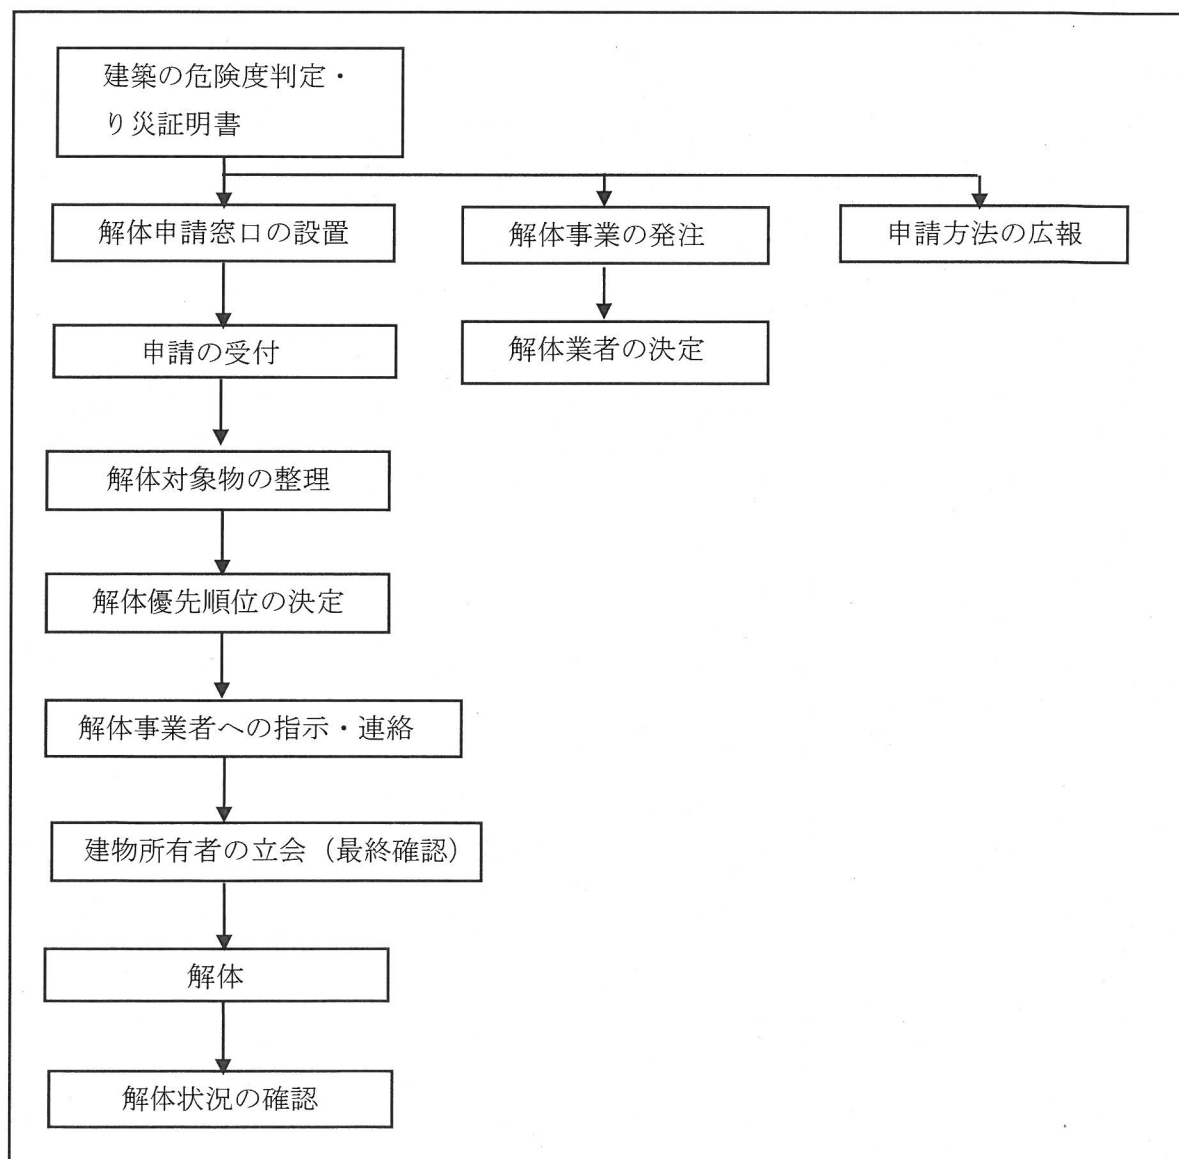 建築の危険度判定・
り災証明書
解体申請窓口の設置
解体事業の発注
申請方法の広報
申請の受付
解体業者の決定
解体対象物の整理
解体優先順位の決定
解体事業者への指示・連絡
建物所有者の立会（最終確認）
解体
解体状況の確認